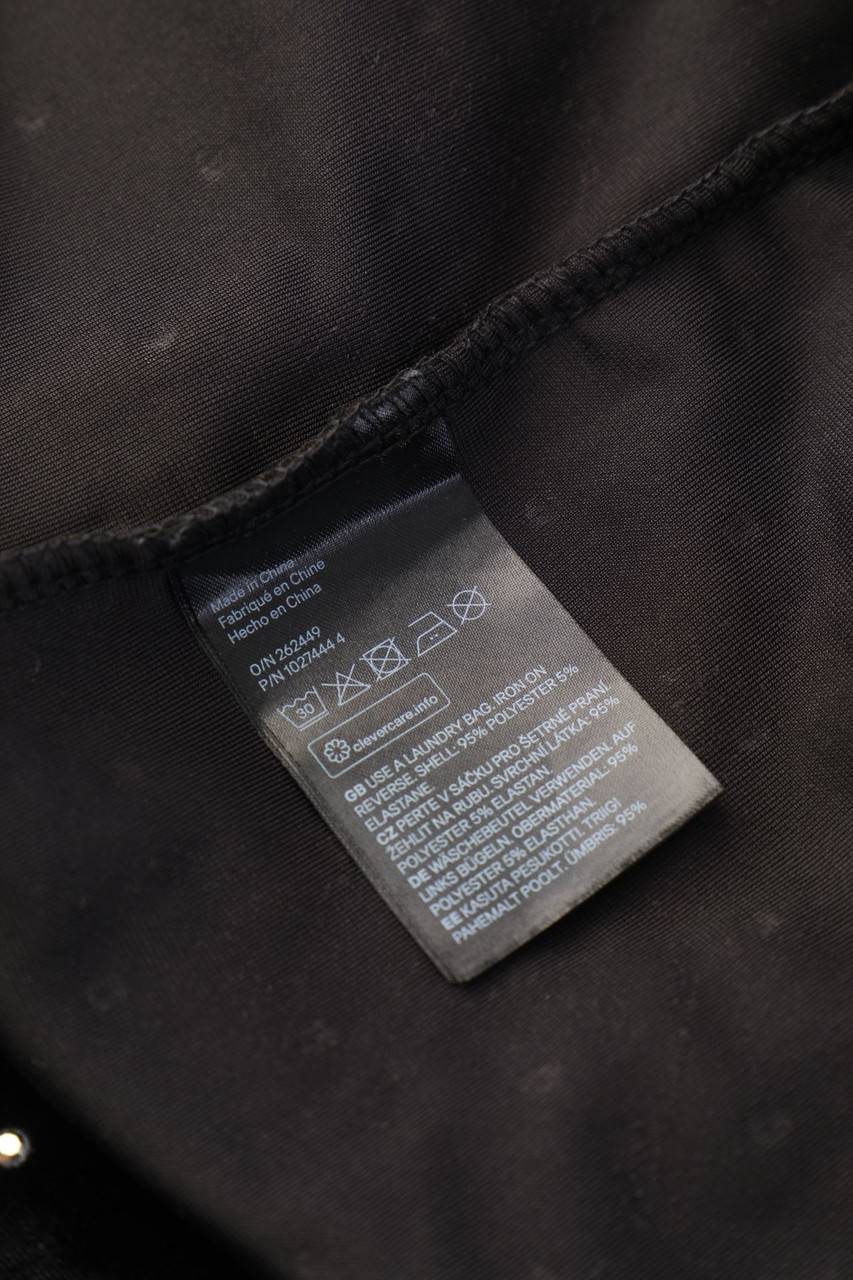 Made in China
Fabriqué en Chine
Hecho en China
O/N 262449
P/N 1027444 4
30
clevercare.info
GB USE A LAUNDRY BAG, IRON ON
REVERSE. SHELL: 95% POLYESTER 5%
ELASTANE
CZ PERTE V SÁČKU PRO ŠETRNÉ PRANÍ.
ŽEHLIT NA RUBU. SVRCHNÍ LÁTKA: 95%
POLYESTER 5% ELASTAN.
DE WÄSCHEBEUTEL VERWENDEN. AUF
LINKS BÜGELN. OBERMATERIAL: 95%
POLYESTER 5% ELASTHAN.
EE KASUTA PESUKOTTI. TRIIGI
PAHEMALT POOLT. ÜMBRIS: 95%